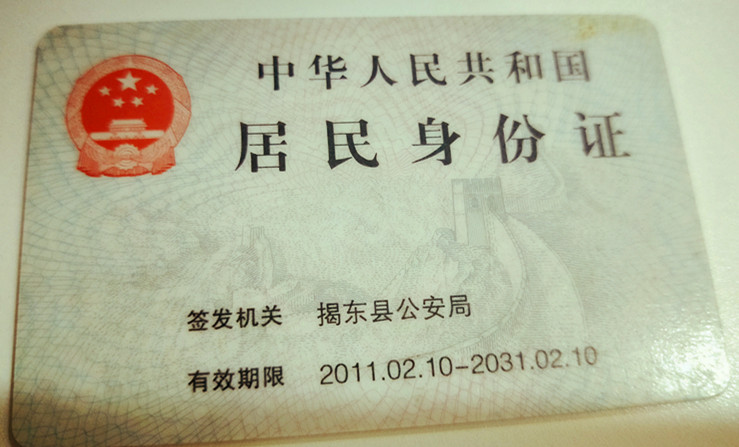 中华人民共和国
居民身份证
签发机关 揭东县公安局
有效期限 2011.02.10-2031.02.10